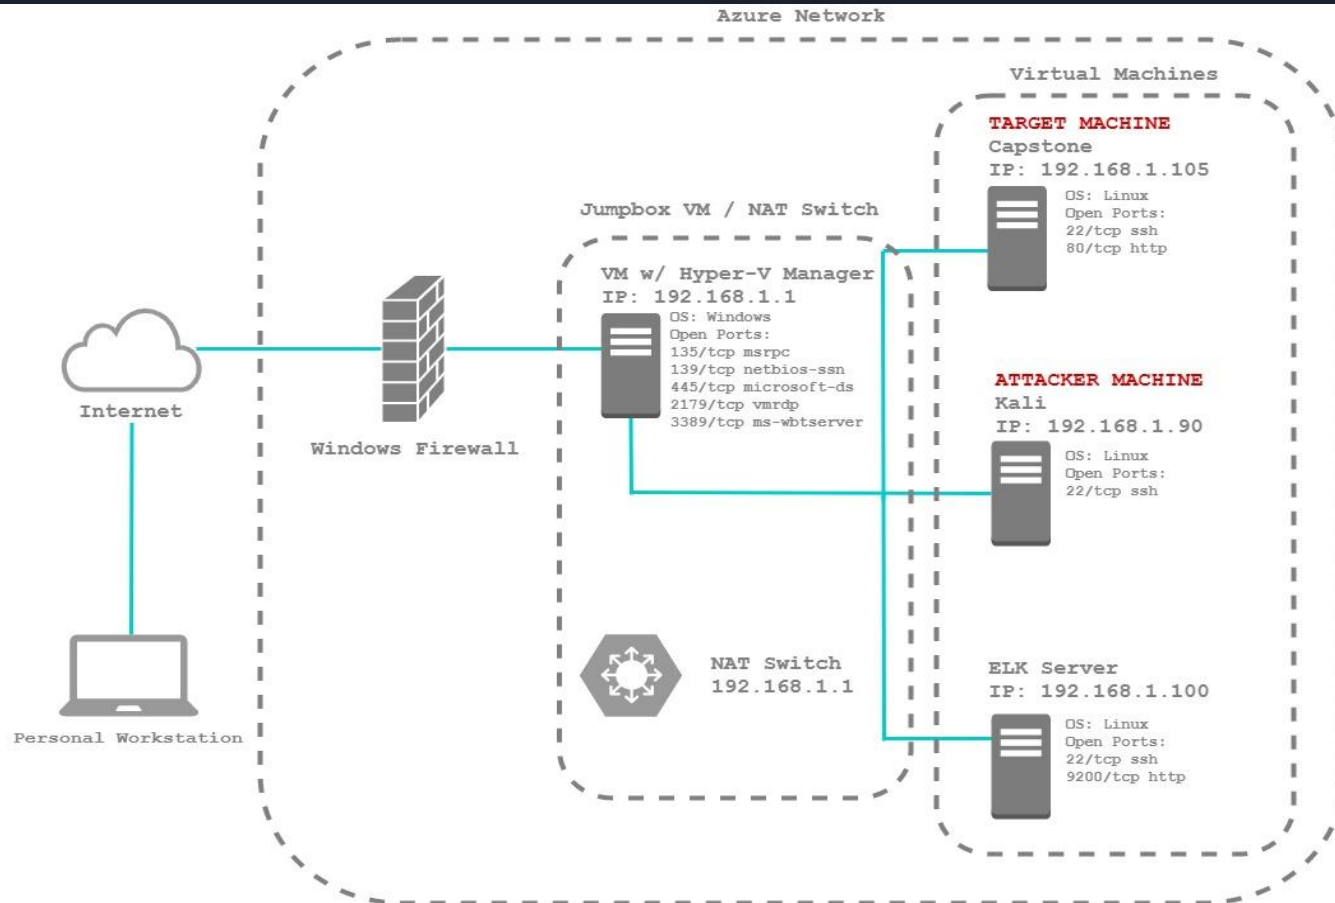 Azure Network
Virtual Machines
TARGET MACHINE
Capstone
IP: 192.168.1.105
OS: Linux
Open Ports:
22/tcp ssh
80/tcp http
Jumpbox VM / NAT Switch
VM w/ Hyper-V Manager
IP: 192.168.1.1
OS: Windows
Open Ports:
135/tcp msrpc
139/tcp netbios-ssn
445/tcp microsoft-ds
2179/tcp vmrdp
3389/tcp ms-wbtserver
Internet
Windows Firewall
ATTACKER MACHINE
Kali
IP: 192.168.1.90
OS: Linux
Open Ports:
22/tcp ssh
NAT Switch
192.168.1.1
Personal Workstation
ELK Server
IP: 192.168.1.100
OS: Linux
Open Ports:
22/tcp ssh
9200/tcp http